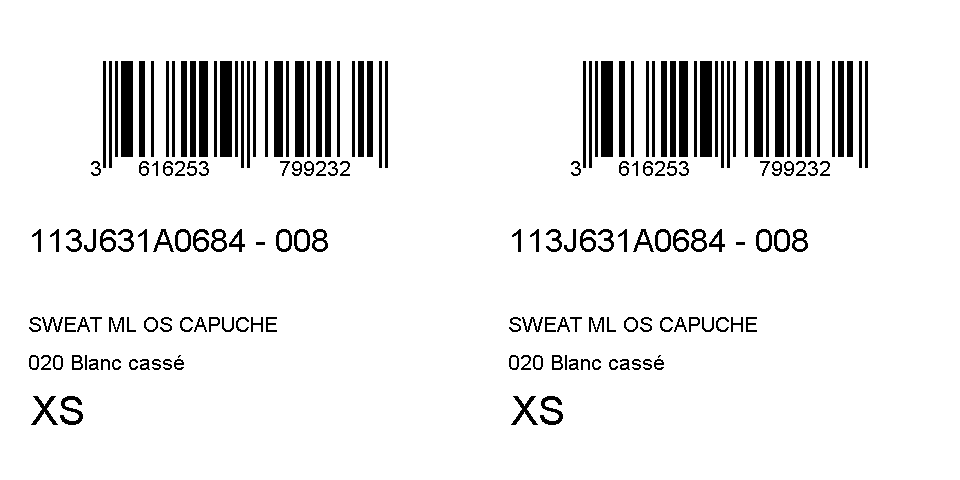 3 616253 799232
113J631A0684 - 008
SWEAT ML OS CAPUCHE
020 Blanc cassé
XS
3 616253 799232
113J631A0684 - 008
SWEAT ML OS CAPUCHE
020 Blanc cassé
XS